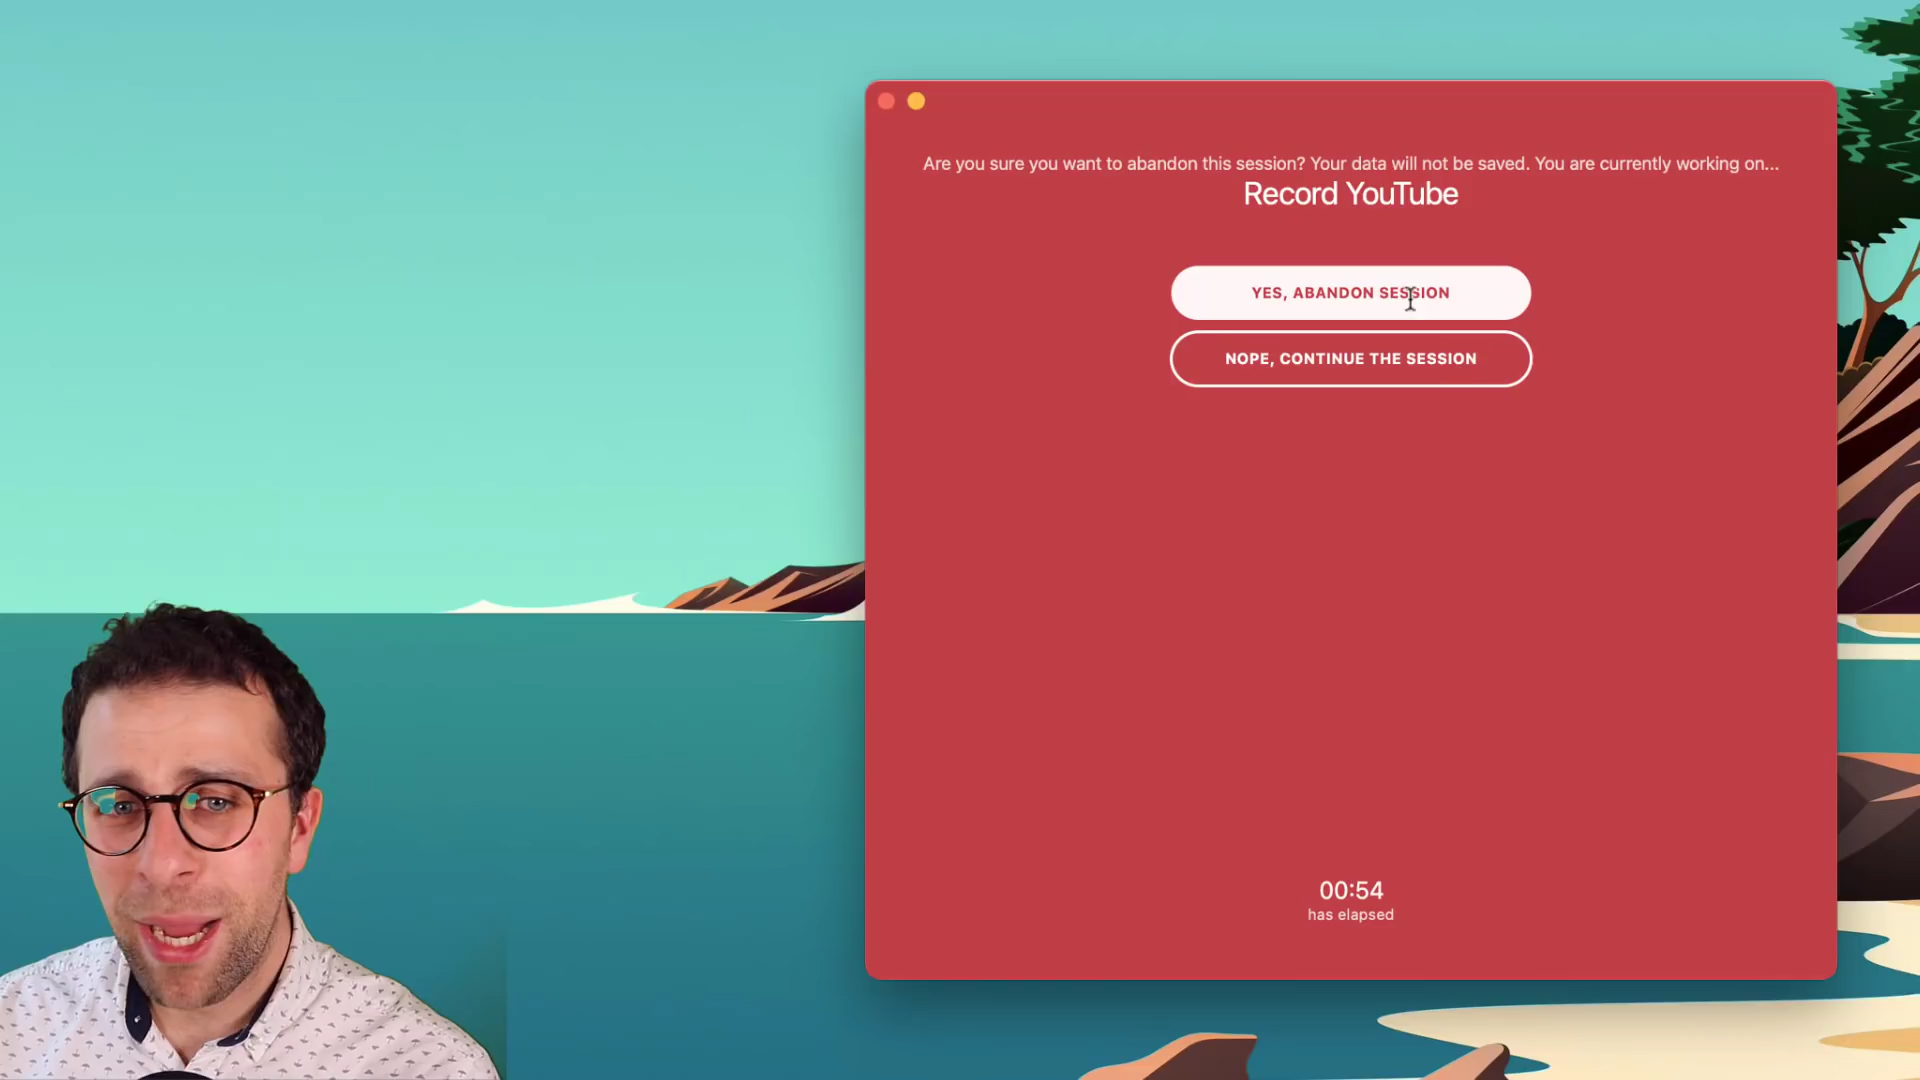 Are you sure you want to abandon this session? Your data will not be saved. You are currently working on...
Record YouTube
YES, ABANDON SESSION
NOPE, CONTINUE THE SESSION
00:54
has elapsed